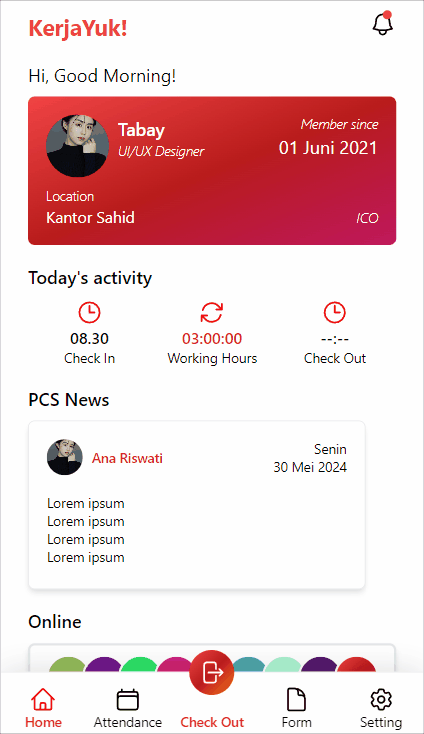 KerjaYuk!
Hi, Good Morning!
Tabay
UI/UX Designer
Member since
01 Juni 2021
Location
Kantor Sahid
ICO
Today's activity
08.30
Check In
03:00:00
Working Hours
--:--
Check Out
PCS News
Ana Riswati
Senin
30 Mei 2024
Lorem ipsum
Lorem ipsum
Lorem ipsum
Lorem ipsum
Online
Home
Attendance
Check Out
Form
Setting